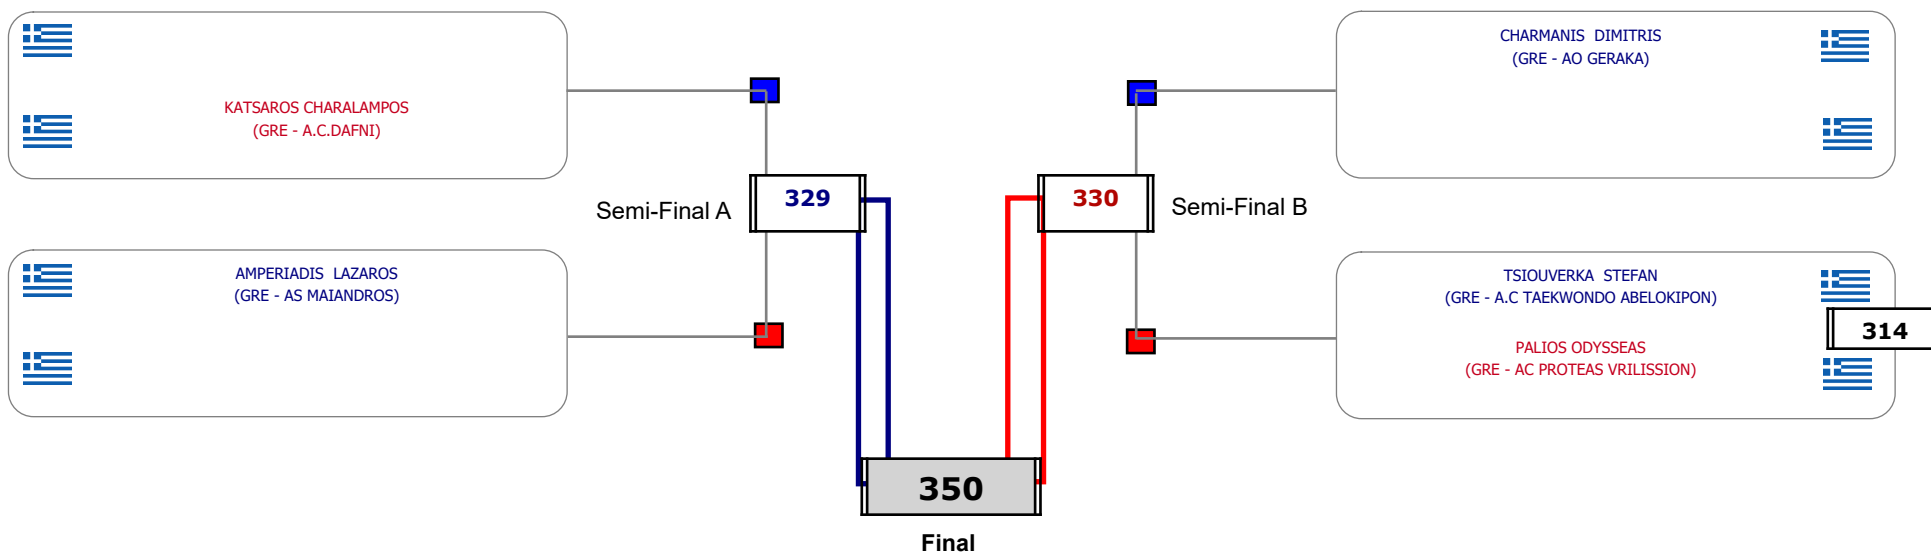 KATSAROS CHARALAMPOS
(GRE - A.C.DAFNI)
AMPERIADIS LAZAROS
(GRE - AS MAIANDROS)
Semi-Final A
329
330
Semi-Final B
CHARMANIS DIMITRIS
(GRE - AO GERAKA)
TSIOUVERKA STEFAN
(GRE - A.C TAEKWONDO ABELOKIPON)
314
PALIOS ODYSSEAS
(GRE - AC PROTEAS VRILISSION)
350
Final